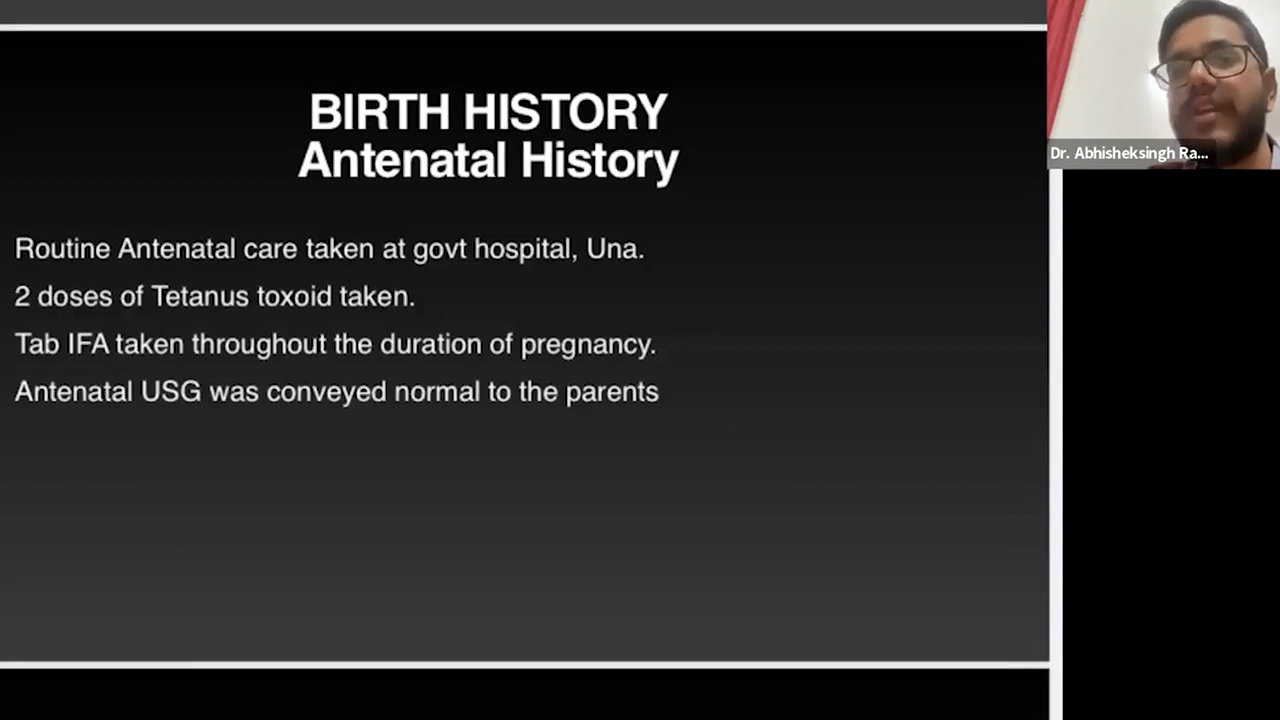 BIRTH HISTORY
Antenatal History
Routine Antenatal care taken at govt hospital, Una.
2 doses of Tetanus toxoid taken.
Tab IFA taken throughout the duration of pregnancy.
Antenatal USG was conveyed normal to the parents
Dr. Abhisheksingh Ra...